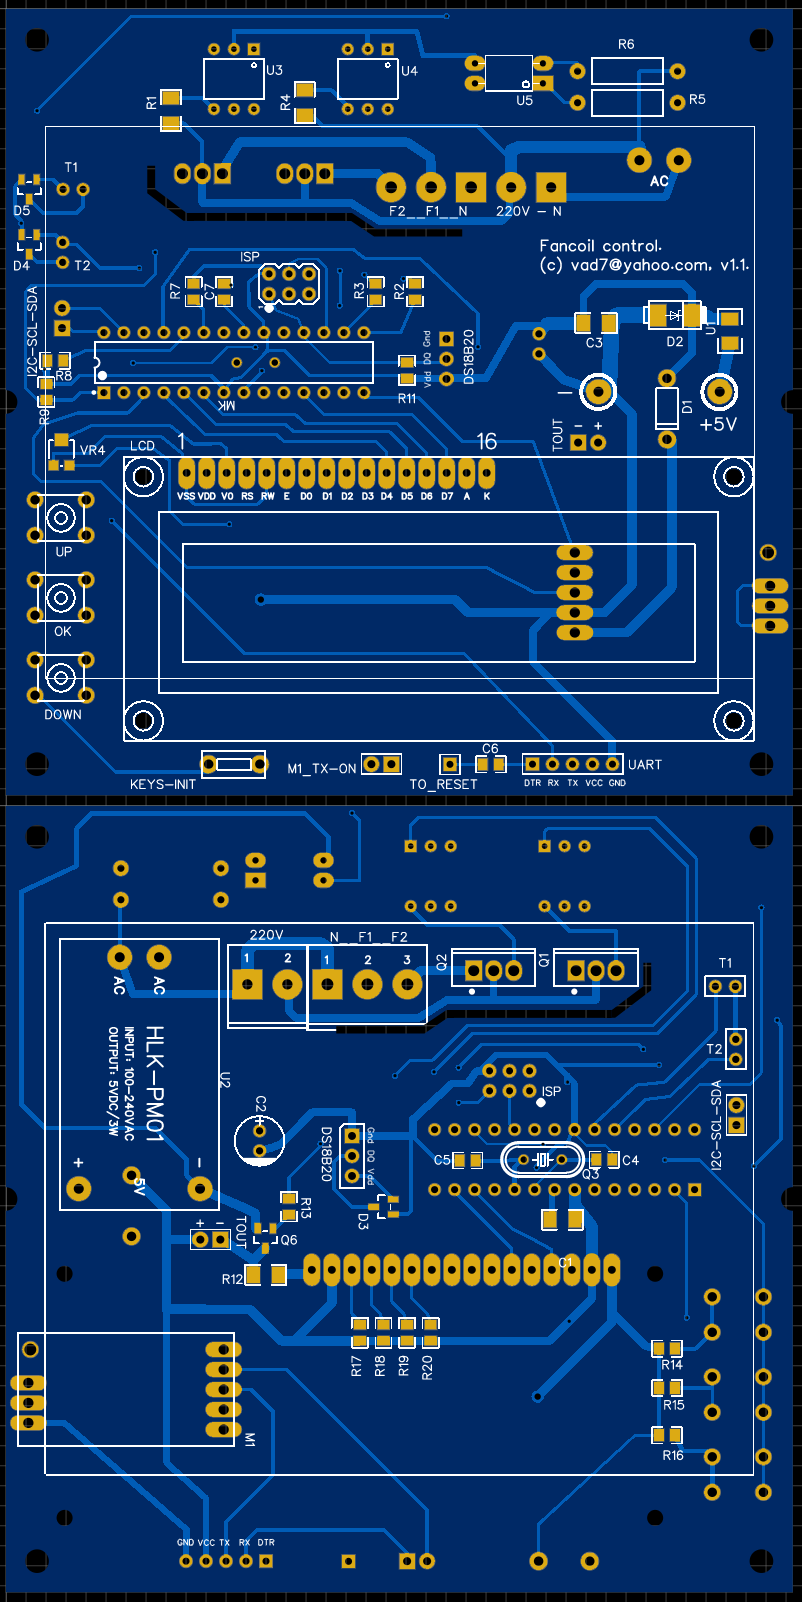 R6
U3
U4
U5
R1
R4
R5
T1
AC
D5
F2__F1__N
220V - N
D4
T2
ISP
Fancoil control.
(c) vad7@yahoo.com, v1.1.
R7
C7
R3
R2
I2C-SCL-SDA
1
Gnd
DQ
Vdd
DS18B20
C3
D2
U1
R8
R9
R11
MK
D1
+5V
TOUT
- +
VR4
LCD
1
16
VSS VDD V0 RS RW E D0 D1 D2 D3 D4 D5 D6 D7 A K
UP
OK
DOWN
KEYS-INIT
M1_TX-ON
TO_RESET
C6
UART
DTR RX TX VCC GND
220V
N__F1__F2
1 2
1 2 3
Q2
Q1
T1
AC
AC
HLK-PM01
INPUT: 100-240VAC
OUTPUT: 5VDC/3W
U2
T2
ISP
C2
+
DS18B20
Gnd
DQ
Vdd
I2C-SCL-SDA
C5
C4
Q3
+
5V
-
R13
D3
+ -
TOUT
Q6
R12
C1
R17
R18
R19
R20
R14
R15
R16
M1
GND VCC TX RX DTR